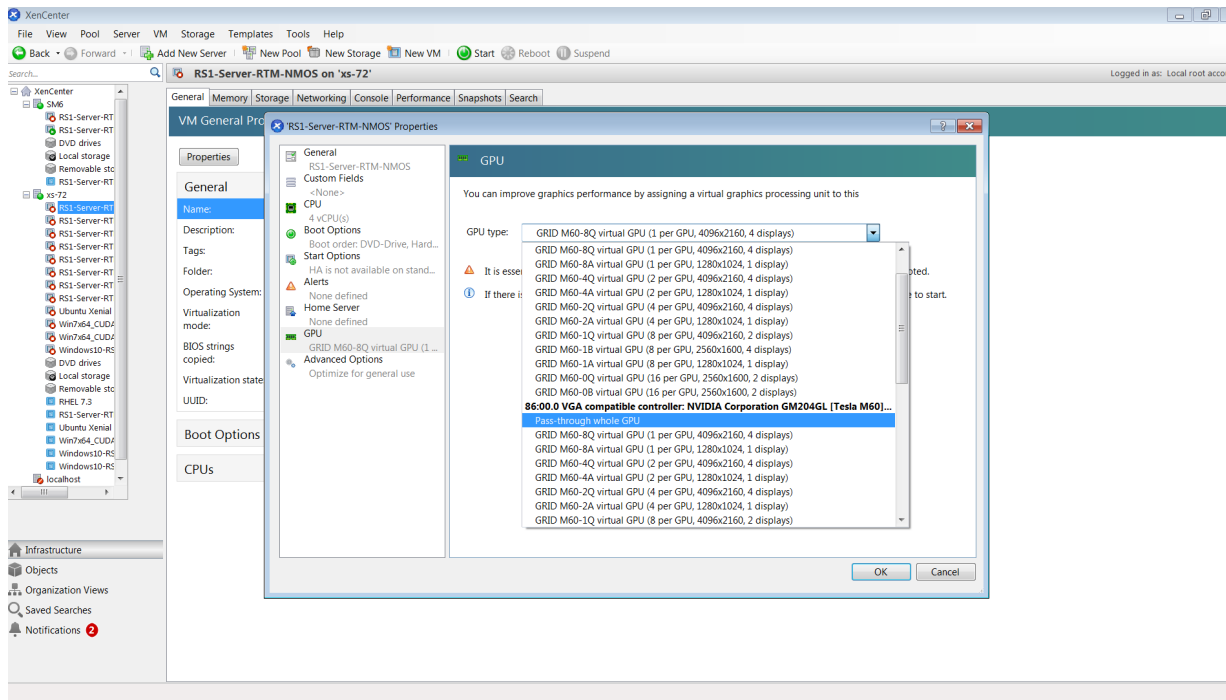 XenCenter
File View Pool Server VM Storage Templates Tools Help
Back Forward Add New Server New Pool New Storage New VM Start Reboot Suspend
Search...
RS1-Server-RTM-NMOS on 'xs-72'
Logged in as: Local root acco
XenCenter
SM6
RS1-Server-RT
RS1-Server-RT
DVD drives
Local storage
Removable sto
RS1-Server-RT
xs-72
RS1-Server-RT
RS1-Server-RT
RS1-Server-RT
RS1-Server-RT
RS1-Server-RT
RS1-Server-RT
RS1-Server-RT
RS1-Server-RT
Ubuntu Xenial
Win7x64_CUDA
Win7x64_CUDA
Windows10-RS
DVD drives
Local storage
Removable sto
RHEL 7.3
RS1-Server-RT
Ubuntu Xenial
Win7x64_CUDA
Windows10-RS
Windows10-RS
localhost
Infrastructure
Objects
Organization Views
Saved Searches
Notifications 2
General Memory Storage Networking Console Performance Snapshots Search
VM General Pro
Properties
General
Name:
Description:
Tags:
Folder:
Operating System:
Virtualization
mode:
BIOS strings
copied:
Virtualization state
UUID:
Boot Options
CPUs
'RS1-Server-RTM-NMOS' Properties
General
RS1-Server-RTM-NMOS
Custom Fields
<None>
CPU
4 vCPU(s)
Boot Options
Boot order: DVD-Drive, Hard...
Start Options
HA is not available on stand...
Alerts
None defined
Home Server
None defined
GPU
GRID M60-8Q virtual GPU (1 ...
Advanced Options
Optimize for general use
GPU
You can improve graphics performance by assigning a virtual graphics processing unit to this
GPU type: GRID M60-8Q virtual GPU (1 per GPU, 4096x2160, 4 displays)
It is esse
pted.
If there i
e to start.
GRID M60-8Q virtual GPU (1 per GPU, 4096x2160, 4 displays)
GRID M60-8A virtual GPU (1 per GPU, 1280x1024, 1 display)
GRID M60-4Q virtual GPU (2 per GPU, 4096x2160, 4 displays)
GRID M60-4A virtual GPU (2 per GPU, 1280x1024, 1 display)
GRID M60-2Q virtual GPU (4 per GPU, 4096x2160, 4 displays)
GRID M60-2A virtual GPU (4 per GPU, 1280x1024, 1 display)
GRID M60-1Q virtual GPU (8 per GPU, 4096x2160, 2 displays)
GRID M60-1B virtual GPU (8 per GPU, 2560x1600, 4 displays)
GRID M60-1A virtual GPU (8 per GPU, 1280x1024, 1 display)
GRID M60-0Q virtual GPU (16 per GPU, 2560x1600, 2 displays)
GRID M60-0B virtual GPU (16 per GPU, 2560x1600, 2 displays)
86:00.0 VGA compatible controller: NVIDIA Corporation GM204GL [Tesla M60]...
Pass-through whole GPU
GRID M60-8Q virtual GPU (1 per GPU, 4096x2160, 4 displays)
GRID M60-8A virtual GPU (1 per GPU, 1280x1024, 1 display)
GRID M60-4Q virtual GPU (2 per GPU, 4096x2160, 4 displays)
GRID M60-4A virtual GPU (2 per GPU, 1280x1024, 1 display)
GRID M60-2Q virtual GPU (4 per GPU, 4096x2160, 4 displays)
GRID M60-2A virtual GPU (4 per GPU, 1280x1024, 1 display)
GRID M60-1Q virtual GPU (8 per GPU, 4096x2160, 2 displays)
OK Cancel